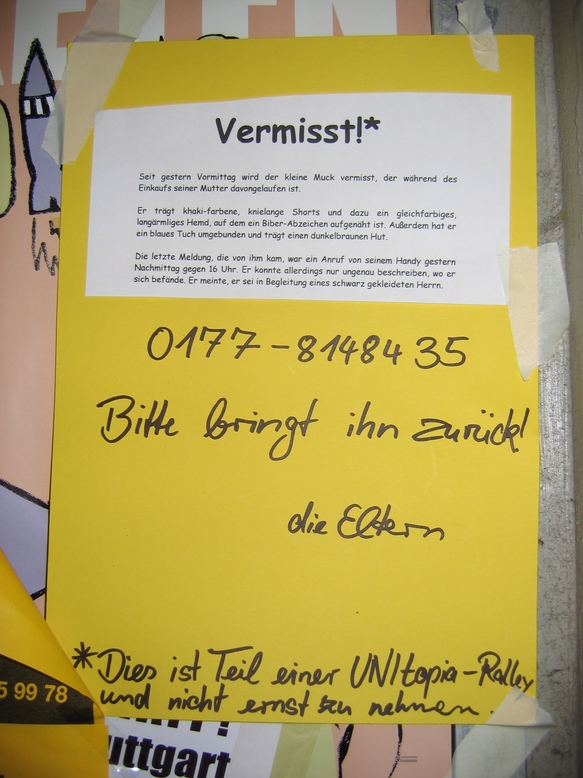 Vermisst!*
Seit gestern Vormittag wird der kleine Muck vermisst, der während des
Einkaufs seiner Mutter davongelaufen ist.
Er trägt khaki-farbene, knielange Shorts und dazu ein gleichfarbiges,
langärmliges Hemd, auf dem ein Biber-Abzeichen aufgenäht ist. Außerdem hat er
ein blaues Tuch umgebunden und trägt einen dunkelbraunen Hut.
Die letzte Meldung, die von ihm kam, war ein Anruf von seinem Handy gestern
Nachmittag gegen 16 Uhr. Er konnte allerdings nur ungenau beschreiben, wo er
sich befände. Er meinte, er sei in Begleitung eines schwarz gekleideten Herrn.
0177-8148435
Bitte bringt ihn zurück!
die Eltern
*Dies ist Teil einer UNItopia-Ralley
und nicht ernst zu nehmen.
5 99 78
uttgart